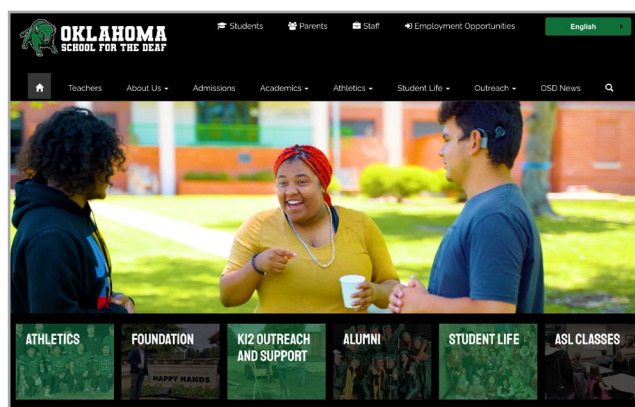 OKLAHOMA
SCHOOL FOR THE DEAF
Students Parents Staff Employment Opportunities English
Teachers About Us Admissions Academics Athletics Student Life Outreach OSD News
ATHLETICS
FOUNDATION
HAPPY HANDS
K12 OUTREACH
AND SUPPORT
ALUMNI
STUDENT LIFE
ASL CLASSES